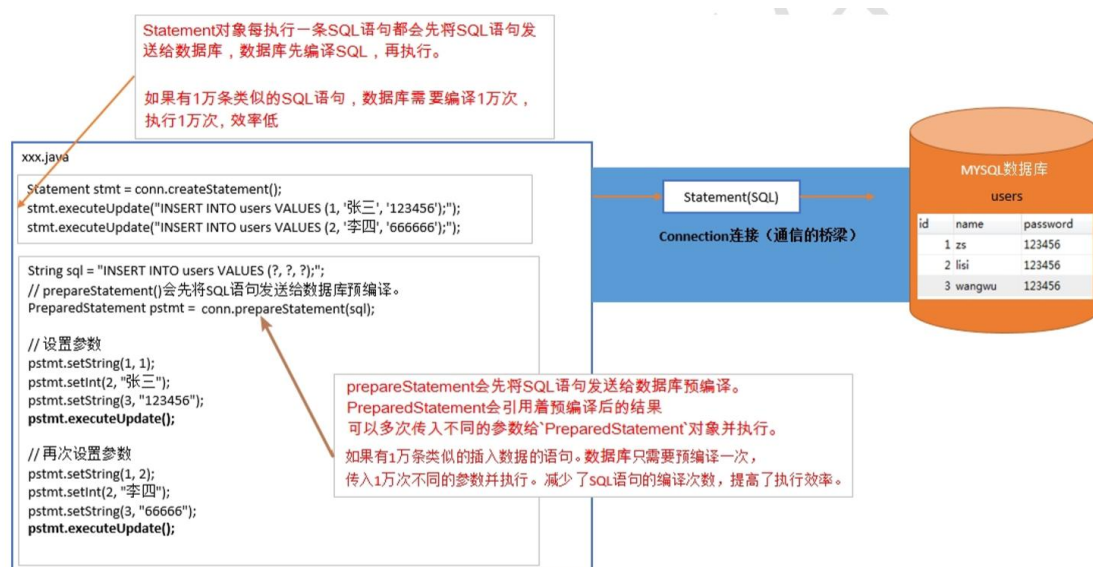 Statement对象每执行一条SQL语句都会先将SQL语句发
送给数据库，数据库先编译SQL，再执行。
如果有1万条类似的SQL语句，数据库需要编译1万次，
执行1万次, 效率低
xxx.java
Statement stmt = conn.createStatement();
stmt.executeUpdate("INSERT INTO users VALUES (1, '张三', '123456');");
stmt.executeUpdate("INSERT INTO users VALUES (2, '李四', '666666');");
String sql = "INSERT INTO users VALUES (?, ?, ?);";
// prepareStatement()会先将SQL语句发送给数据库预编译。
PreparedStatement pstmt = conn.prepareStatement(sql);
// 设置参数
pstmt.setString(1, 1);
pstmt.setInt(2, "张三");
pstmt.setString(3, "123456");
pstmt.executeUpdate();
// 再次设置参数
pstmt.setString(1, 2);
pstmt.setInt(2, "李四");
pstmt.setString(3, "66666");
pstmt.executeUpdate();
prepareStatement会先将SQL语句发送给数据库预编译。
PreparedStatement会引用着预编译后的结果
可以多次传入不同的参数给`PreparedStatement`对象并执行。
如果有1万条类似的插入数据的语句。数据库只需要预编译一次，
传入1万次不同的参数并执行。减少了SQL语句的编译次数，提高了执行效率。
Statement(SQL)
Connection连接（通信的桥梁）
MYSQL数据库
users
id name password
1 zs 123456
2 lisi 123456
3 wangwu 123456